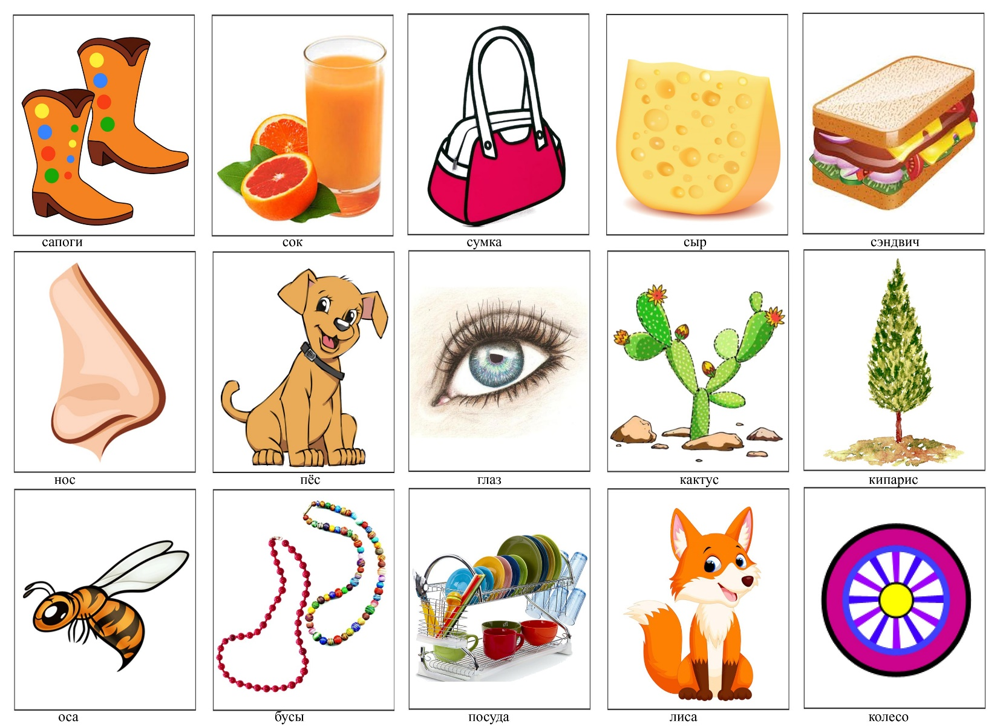 сапоги
сок
сумка
сыр
сэндвич
нос
пёс
глаз
кактус
кипарис
оса
бусы
посуда
лиса
колесо